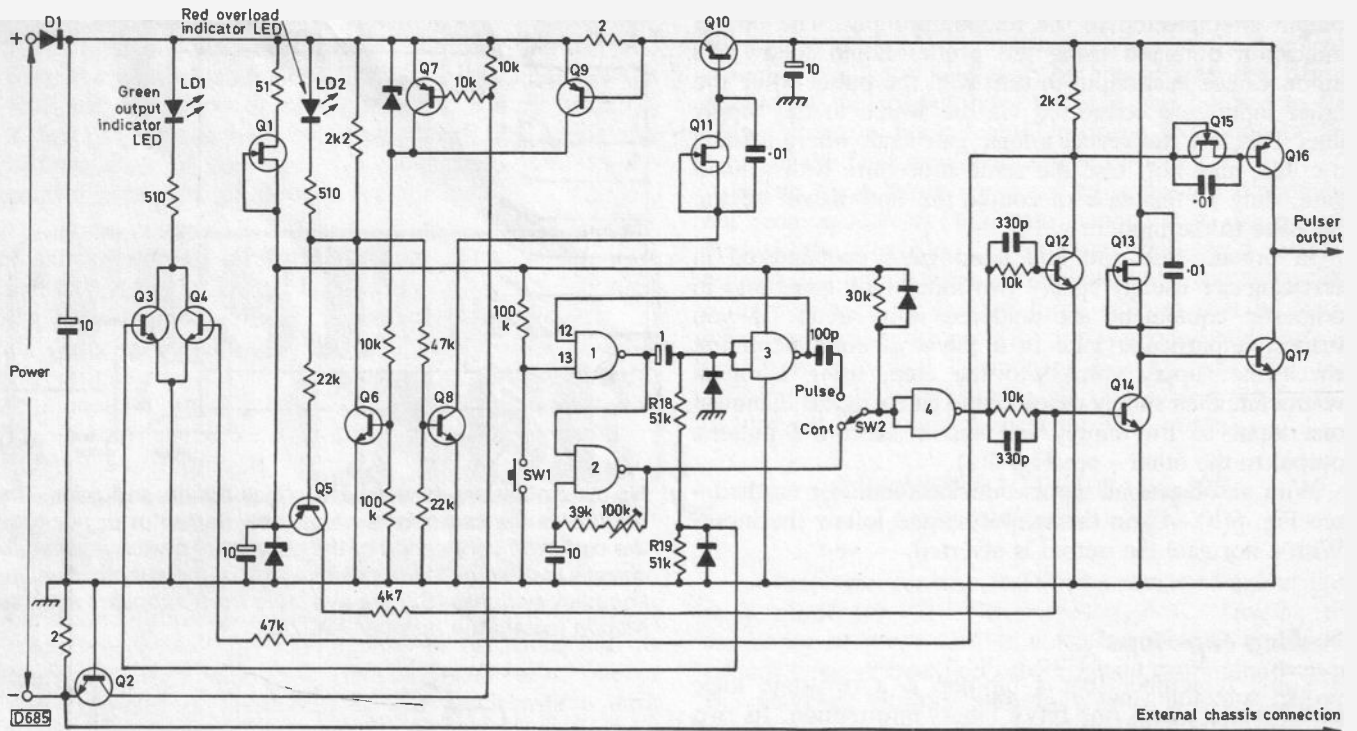 Red overload
indicator LED
D1
+
LD1
Green
output
indicator
LED
510
51
Q1
LD2
510
2k2
Q7
10k
10k
2
Q9
Q10
10
Q11
·01
2k2
Q15
Q16
·01
Pulser
output
330p
Q12
10k
Q13
·01
Q17
10
Power
Q3
Q4
22k
10k
47k
Q6
Q8
100
k
22k
Q5
10
100
k
SW1
12
13
1
1
2
39k
100k
10
R18
51k
R19
51k
3
100p
Pulse
Cont
SW2
30k
4
10k
330p
Q14
4k7
47k
2
Q2
−
D685
External chassis connection